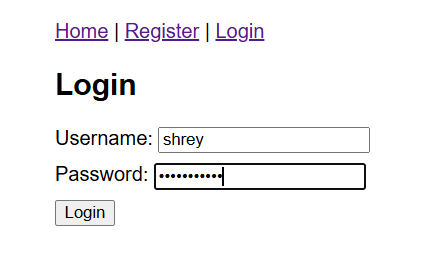 Home | Register | Login
Login
Username: shrey
Password: •••••••••••
Login